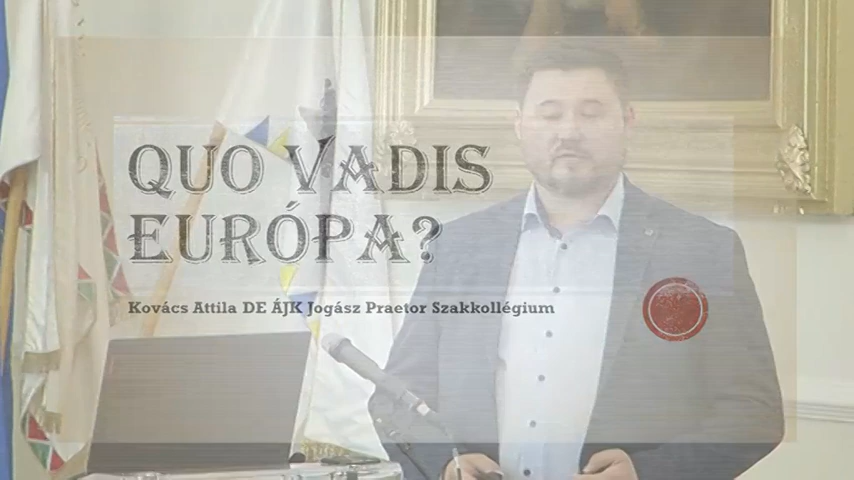 QUO VADIS
EURÓPA?
Kovács Attila DE ÁJK Jogász Praetor Szakkollégium